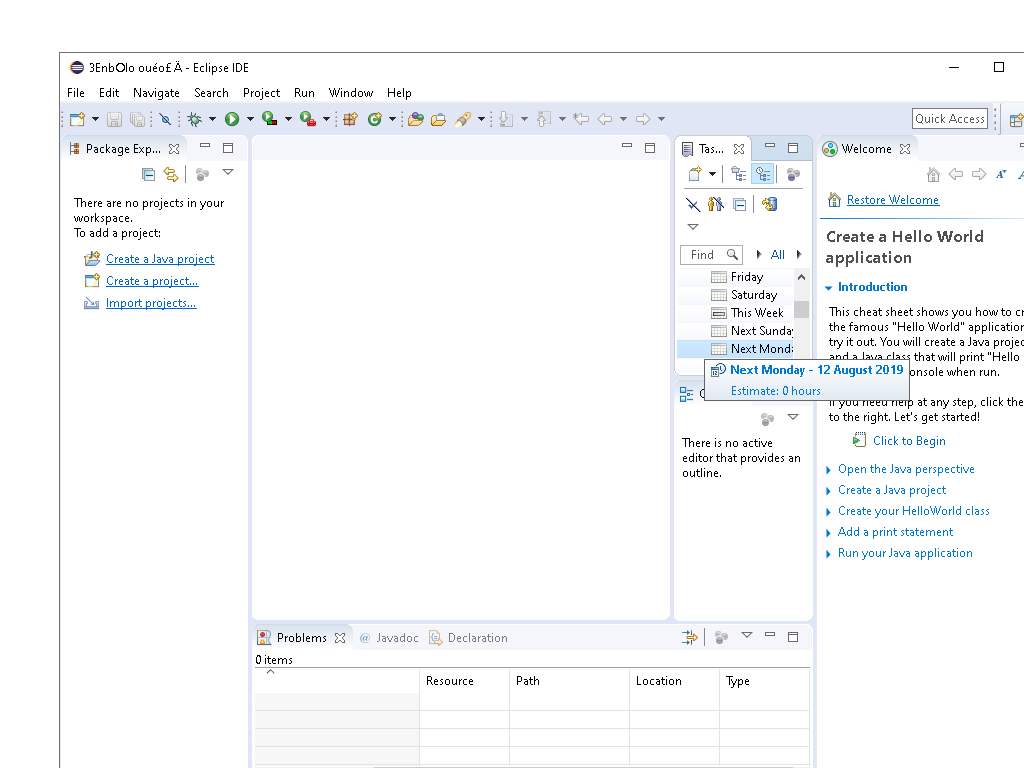 3EnbOlo ouéo£ Ä - Eclipse IDE
File Edit Navigate Search Project Run Window Help
Quick Access
Package Exp...
There are no projects in your
workspace.
To add a project:
Create a Java project
Create a project...
Import projects...
Tas...
Find
All
Friday
Saturday
This Week
Next Sunday
Next Monda
Next Monday - 12 August 2019
Estimate: 0 hours
There is no active
editor that provides an
outline.
Welcome
Restore Welcome
Create a Hello World
application
Introduction
This cheat sheet shows you how to cr
the famous "Hello World" application
try it out. You will create a Java projec
and a Java class that will print "Hello
onsole when run.
If you need help at any step, click the
to the right. Let's get started!
Click to Begin
Open the Java perspective
Create a Java project
Create your HelloWorld class
Add a print statement
Run your Java application
Problems @ Javadoc Declaration
0 items
Resource Path Location Type